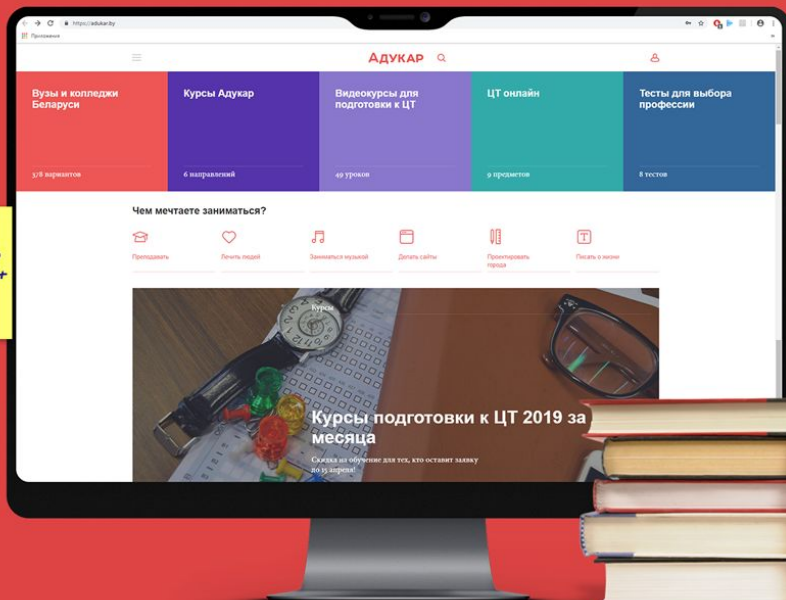 https://adukar.by
Приложения
АДУКАР
Вузы и колледжи
Беларуси
378 вариантов
Курсы Адукар
6 направлений
Видеокурсы для
подготовки к ЦТ
49 уроков
ЦТ онлайн
9 предметов
Тесты для выбора
профессии
8 тестов
Чем мечтаете заниматься?
Преподавать
Лечить людей
Заниматься музыкой
Делать сайты
Проектировать
города
Писать о жизни
Курсы
Курсы подготовки к ЦТ 2019 за
месяца
Скидка на обучение для тех, кто оставит заявку
до 15 апреля!